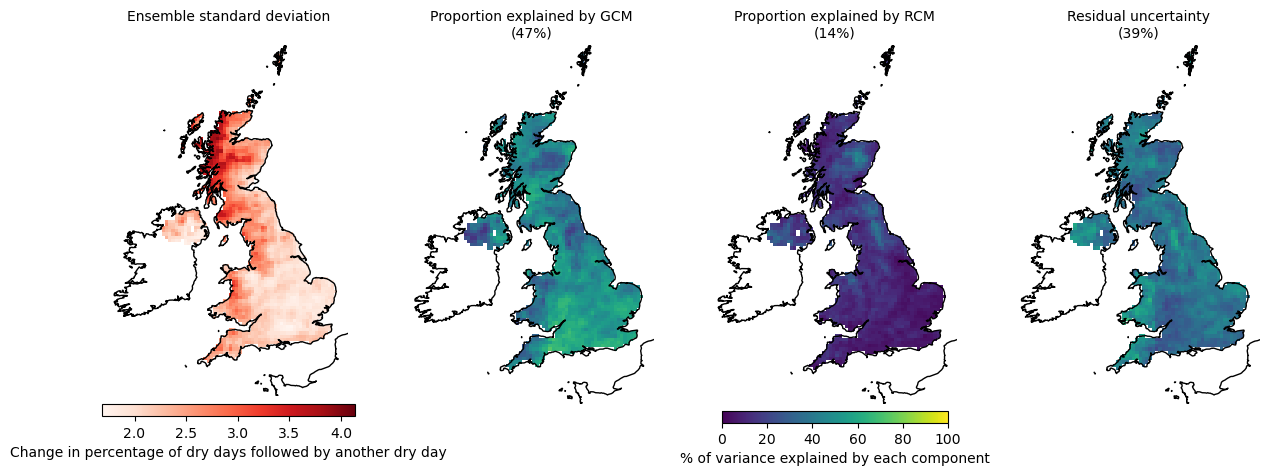 Ensemble standard deviation
Proportion explained by GCM
(47%)
Proportion explained by RCM
(14%)
Residual uncertainty
(39%)
2.0 2.5 3.0 3.5 4.0
Change in percentage of dry days followed by another dry day
0 20 40 60 80 100
% of variance explained by each component